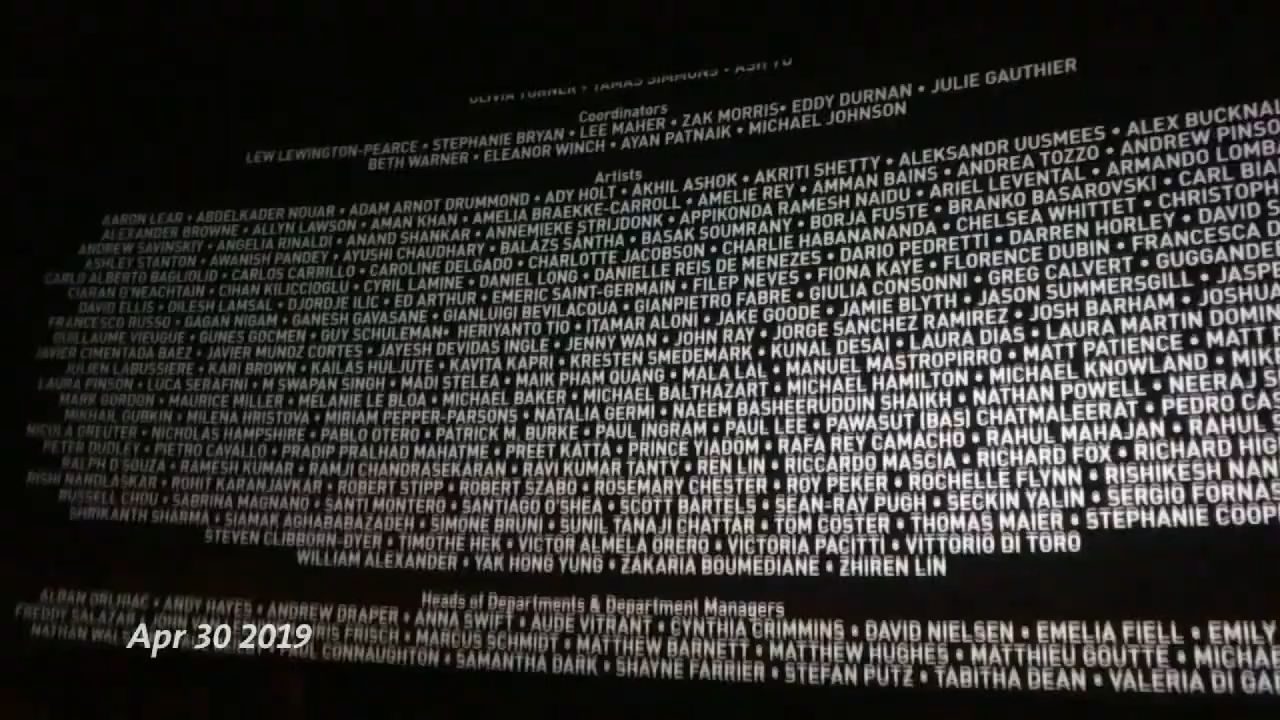 OLIVIA TURNER • TAMAS SIMMONS • ASH YU
Coordinators
LEW LEWINGTON-PEARCE • STEPHANIE BRYAN • LEE MAHER • ZAK MORRIS• EDDY DURNAN • JULIE GAUTHIER
BETH WARNER • ELEANOR WINCH • AYAN PATNAIK • MICHAEL JOHNSON
Artists
AARON LEAR • ABDELKADER NOUAR • ADAM ARNOT DRUMMOND • ADY HOLT • AKHIL ASHOK • AKRITI SHETTY • ALEKSANDR UUSMEES • ALEX BUCKNA
ALEXANDER BROWNE • ALLYN LAWSON • AMAN KHAN • AMELIA BRAEKKE-CARROLL • AMELIE REY • AMMAN BAINS • ANDREA TOZZO • ANDREW PINSO
ANDREW SAVINSKIY • ANGELIA RINALDI • ANAND SHANKAR • ANNEMIEKE STRIJDONK • APPIKONDA RAMESH NAIDU • ARIEL LEVENTAL • ARMANDO LOMBA
ASHLEY STANTON • AWANISH PANDEY • AYUSHI CHAUDHARY • BALAZS SANTHA • BASAK SOUMRANY • BORJA FUSTE • BRANKO BASAROVSKI • CARL BIA
CARLO ALBERTO BAGLIOLID • CARLOS CARRILLO • CAROLINE DELGADO • CHARLOTTE JACOBSON • CHARLIE HABANANANDA • CHELSEA WHITTET • CHRISTOPH
CIARAN O'NEACHTAIN • CIHAN KILICCIOGLU • CYRIL LAMINE • DANIEL LONG • DANIELLE REIS DE MENEZES • DARIO PEDRETTI • DARREN HORLEY • DAVID S
DAVID ELLIS • DILESH LAMSAL • DJORDJE ILIC • ED ARTHUR • EMERIC SAINT-GERMAIN • FILEP NEVES • FIONA KAYE • FLORENCE DUBIN • FRANCESCA D
FRANCESCO RUSSO • GAGAN NIGAM • GANESH GAYASANE • GIANLUIGI BEVILACQUA • GIANPIETRO FABRE • GIULIA CONSONNI • GREG CALVERT • GUGGANDE
GUILLAUME VIEUGUE • GUNES GOCMEN • GUY SCHULEMAN• HERIYANTO TIO • ITAMAR ALONI • JAKE GOODE • JAMIE BLYTH • JASON SUMMERSGILL • JASPE
JAVIER CIMENTADA BAEZ • JAVIER MUNOZ CORTES • JAYESH DEVIDAS INGLE • JENNY WAN • JOHN RAY • JORGE SANCHEZ RAMIREZ • JOSH BARHAM • JOSHUA
JULIEN LABUSSIERE • KARI BROWN • KAILAS HULJUTE • KAVITA KAPRI • KRESTEN SMEDEMARK • KUNAL DESAI • LAURA DIAS • LAURA MARTIN DOMIN
LAURA PINSON • LUCA SERAFINI • M SWAPAN SINGH • MADI STELEA • MAIK PHAM QUANG • MALA LAL • MANUEL MASTROPIRRO • MATT PATIENCE • MATT
MARK GORDON • MAURICE MILLER • MELANIE LE BLOA • MICHAEL BAKER • MICHAEL BALTHAZART • MICHAEL HAMILTON • MICHAEL KNOWLAND • MIKE
MIKHAIL GUBKIN • MILENA HRISTOVA • MIRIAM PEPPER-PARSONS • NATALIA GERMI • NAEEM BASHEERUDDIN SHAIKH • NATHAN POWELL • NEERAJ S
NICOLA GREUTER • NICHOLAS HAMPSHIRE • PABLO OTERO • PATRICK M. BURKE • PAUL INGRAM • PAUL LEE • PAWASUT (BAS) CHATMALEERAT • PEDRO CAS
PETER DUDLEY • PIETRO CAVALLO • PRADIP PRALHAD MAHATME • PREET KATTA • PRINCE YIADOM • RAFA REY CAMACHO • RAHUL MAHAJAN • RAHUL
RALPH D'SOUZA • RAMESH KUMAR • RAMJI CHANDRASEKARAN • RAVI KUMAR TANTY • REN LIN • RICCARDO MASCIA • RICHARD FOX • RICHARD HIG
ROHIT KARANJAVKAR • ROBERT STIPP • ROBERT SZABO • ROSEMARY CHESTER • ROY PEKER • ROCHELLE FLYNN • RISHIKESH NAN
RUSSELL CHOU • SABRINA MAGNANO • SANTI MONTERO • SANTIAGO O'SHEA • SCOTT BARTELS • SEAN-RAY PUGH • SECKIN YALIN • SERGIO FORNAS
SHRIKANTH SHARMA • SIAMAK AGHABABAZADEH • SIMONE BRUNI • SUNIL TANAJI CHATTAR • TOM COSTER • THOMAS MAIER • STEPHANIE COOP
STEVEN CLIBBORN-DYER • TIMOTHE HEK • VICTOR ALMELA ORERO • VICTORIA PACITTI • VITTORIO DI TORO
WILLIAM ALEXANDER • YAK HONG YUNG • ZAKARIA BOUMEDIANE • ZHIREN LIN
Heads of Departments & Department Managers
ANDY HAYES • ANDREW DRAPER • ANNA SWIFT • AUDE VITRANT • CYNTHIA CRIMMINS • DAVID NIELSEN • EMELIA FIELL • EMILY
FREDDY SALAZAR FRISCH • MARCUS SCHMIDT • MATTHEW BARNETT • MATTHEW HUGHES • MATTHIEU GOUTTE • MICHAE
NATHAN CONNAUGHTON • SAMANTHA DARK • SHAYNE FARRIER • STEFAN PUTZ • TABITHA DEAN • VALERIA DI GA
Apr 30 2019